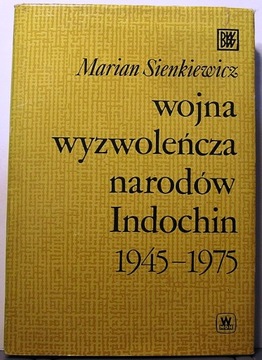 Marian Sienkiewicz
wojna
wyzwoleńcza
narodów
Indochin
1945–1975